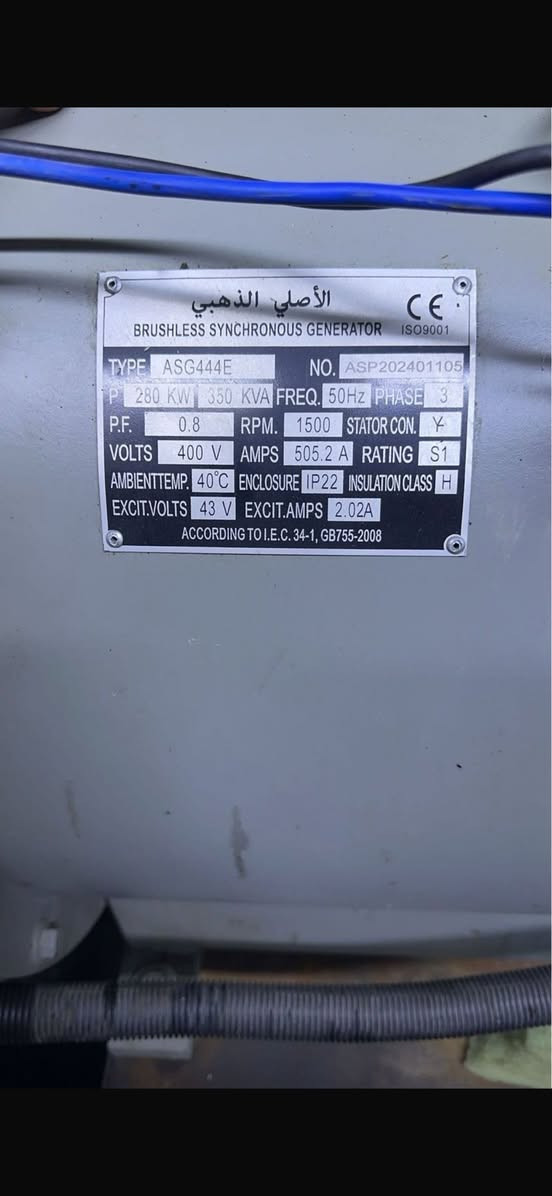 الأصلي الذهبي CE
BRUSHLESS SYNCHRONOUS GENERATOR ISO9001
TYPE ASG444E NO. ASP202401105
P 280 KW 350 KVA FREQ. 50Hz PHASE 3
P.F. 0.8 RPM. 1500 STATOR CON. Y
VOLTS 400 V AMPS 505.2 A RATING S1
AMBIENTTEMP. 40°C ENCLOSURE IP22 INSULATION CLASS H
EXCIT.VOLTS 43 V EXCIT.AMPS 2.02A
ACCORDING TO I.E.C. 34-1, GB755-2008